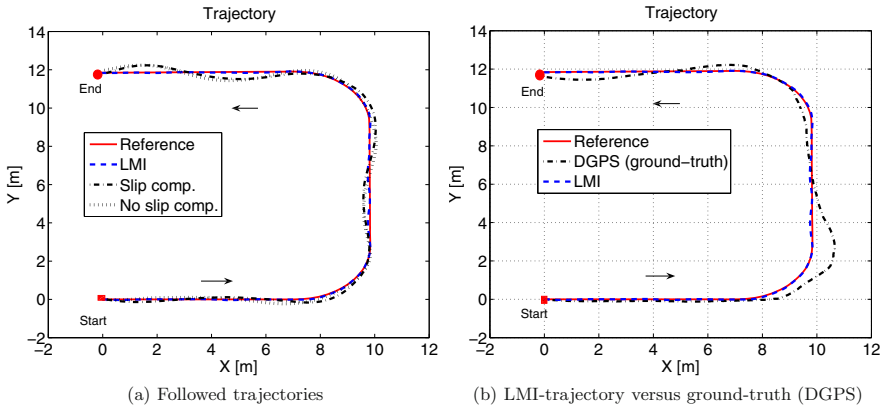 Trajectory
14
12
10
8
6
4
2
0
−2
Y [m]
End
Reference
LMI
Slip comp.
No slip comp.
Start
−2 0 2 4 6 8 10 12
X [m]
(a) Followed trajectories
Trajectory
14
12
10
8
6
4
2
0
−2
Y [m]
End
Reference
DGPS (ground−truth)
LMI
Start
−2 0 2 4 6 8 10 12
X [m]
(b) LMI-trajectory versus ground-truth (DGPS)